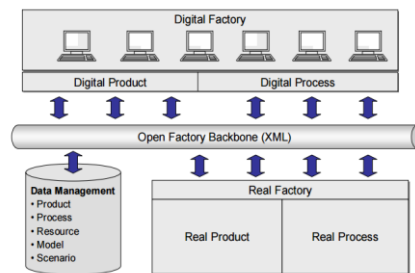 Digital Factory
Digital Product
Digital Process
Open Factory Backbone (XML)
Data Management
• Product
• Process
• Resource
• Model
• Scenario
Real Factory
Real Product
Real Process